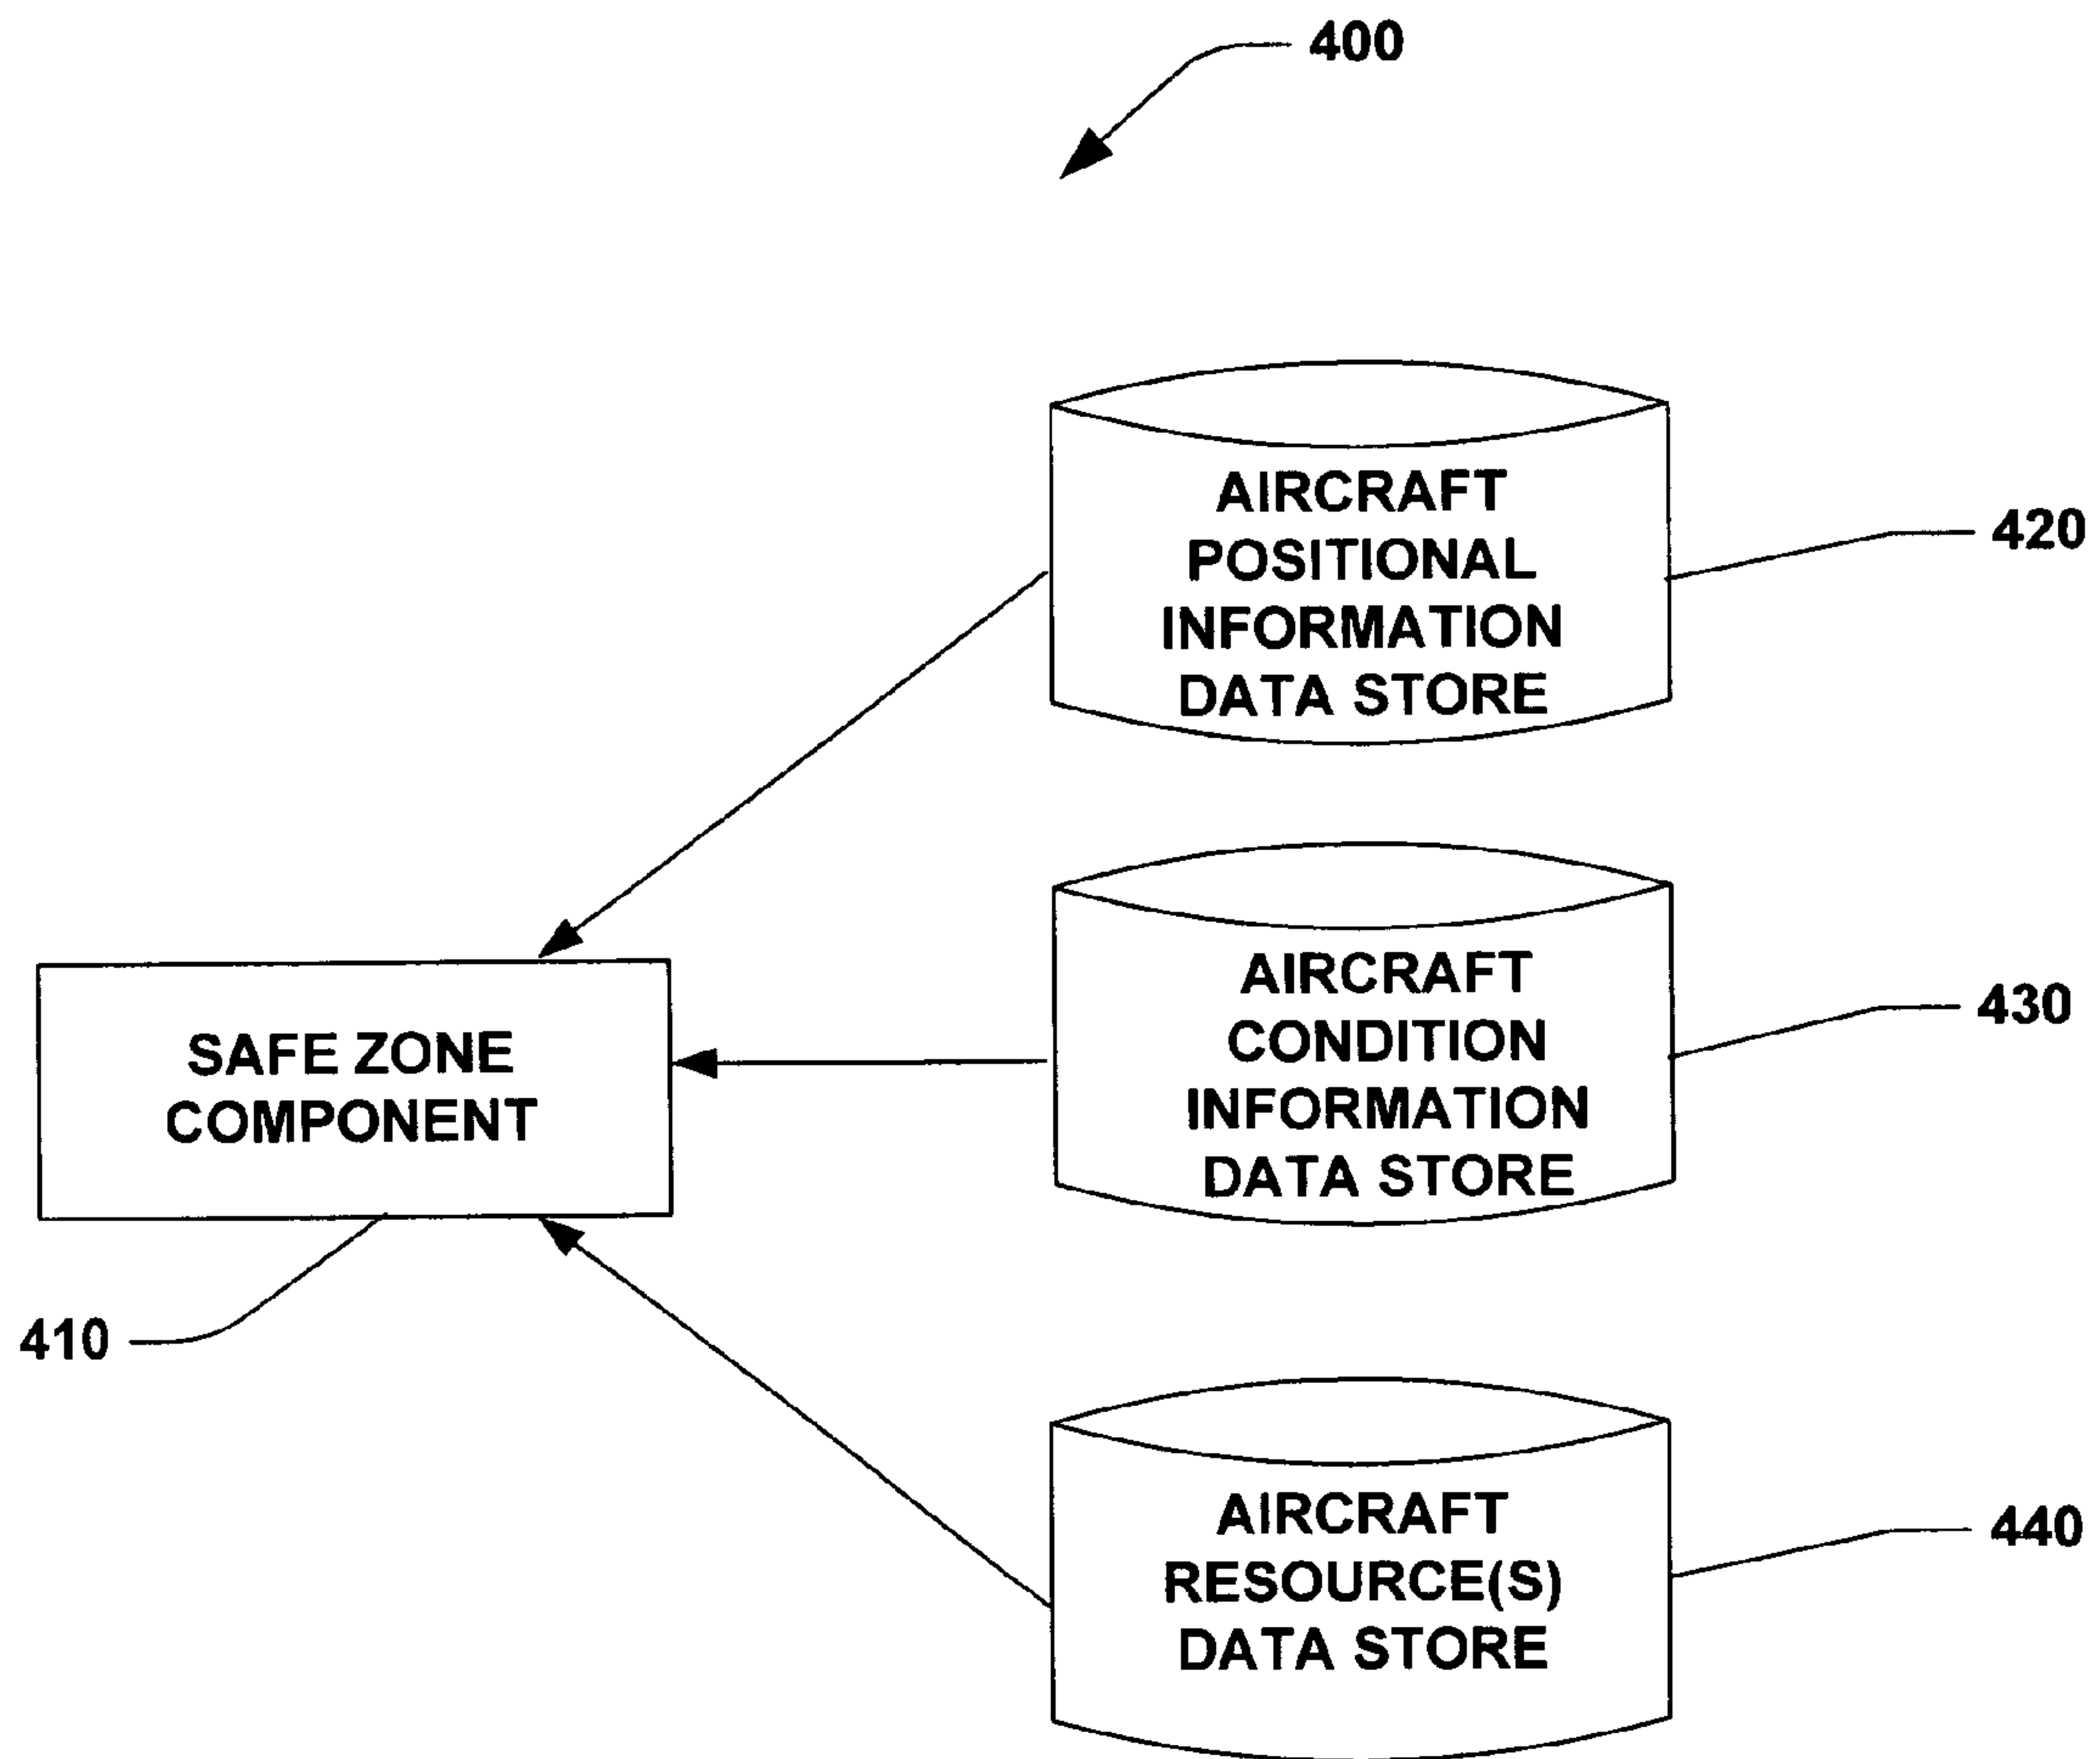 400
AIRCRAFT
POSITIONAL
INFORMATION
DATA STORE
420
AIRCRAFT
CONDITION
INFORMATION
DATA STORE
430
SAFE ZONE
COMPONENT
410
AIRCRAFT
RESOURCE(S)
DATA STORE
440